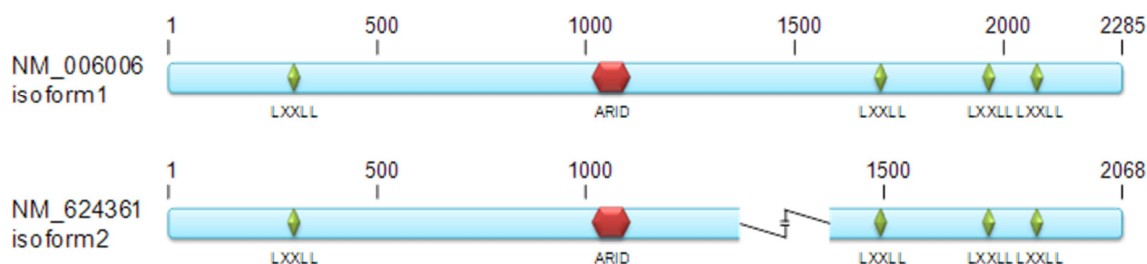 1 500 1000 1500 2000 2285
NM_006006
isoform1
LXXLL ARID LXXLL LXXLL LXXLL
1 500 1000 1500 2068
NM_624361
isoform2
LXXLL ARID LXXLL LXXLL LXXLL